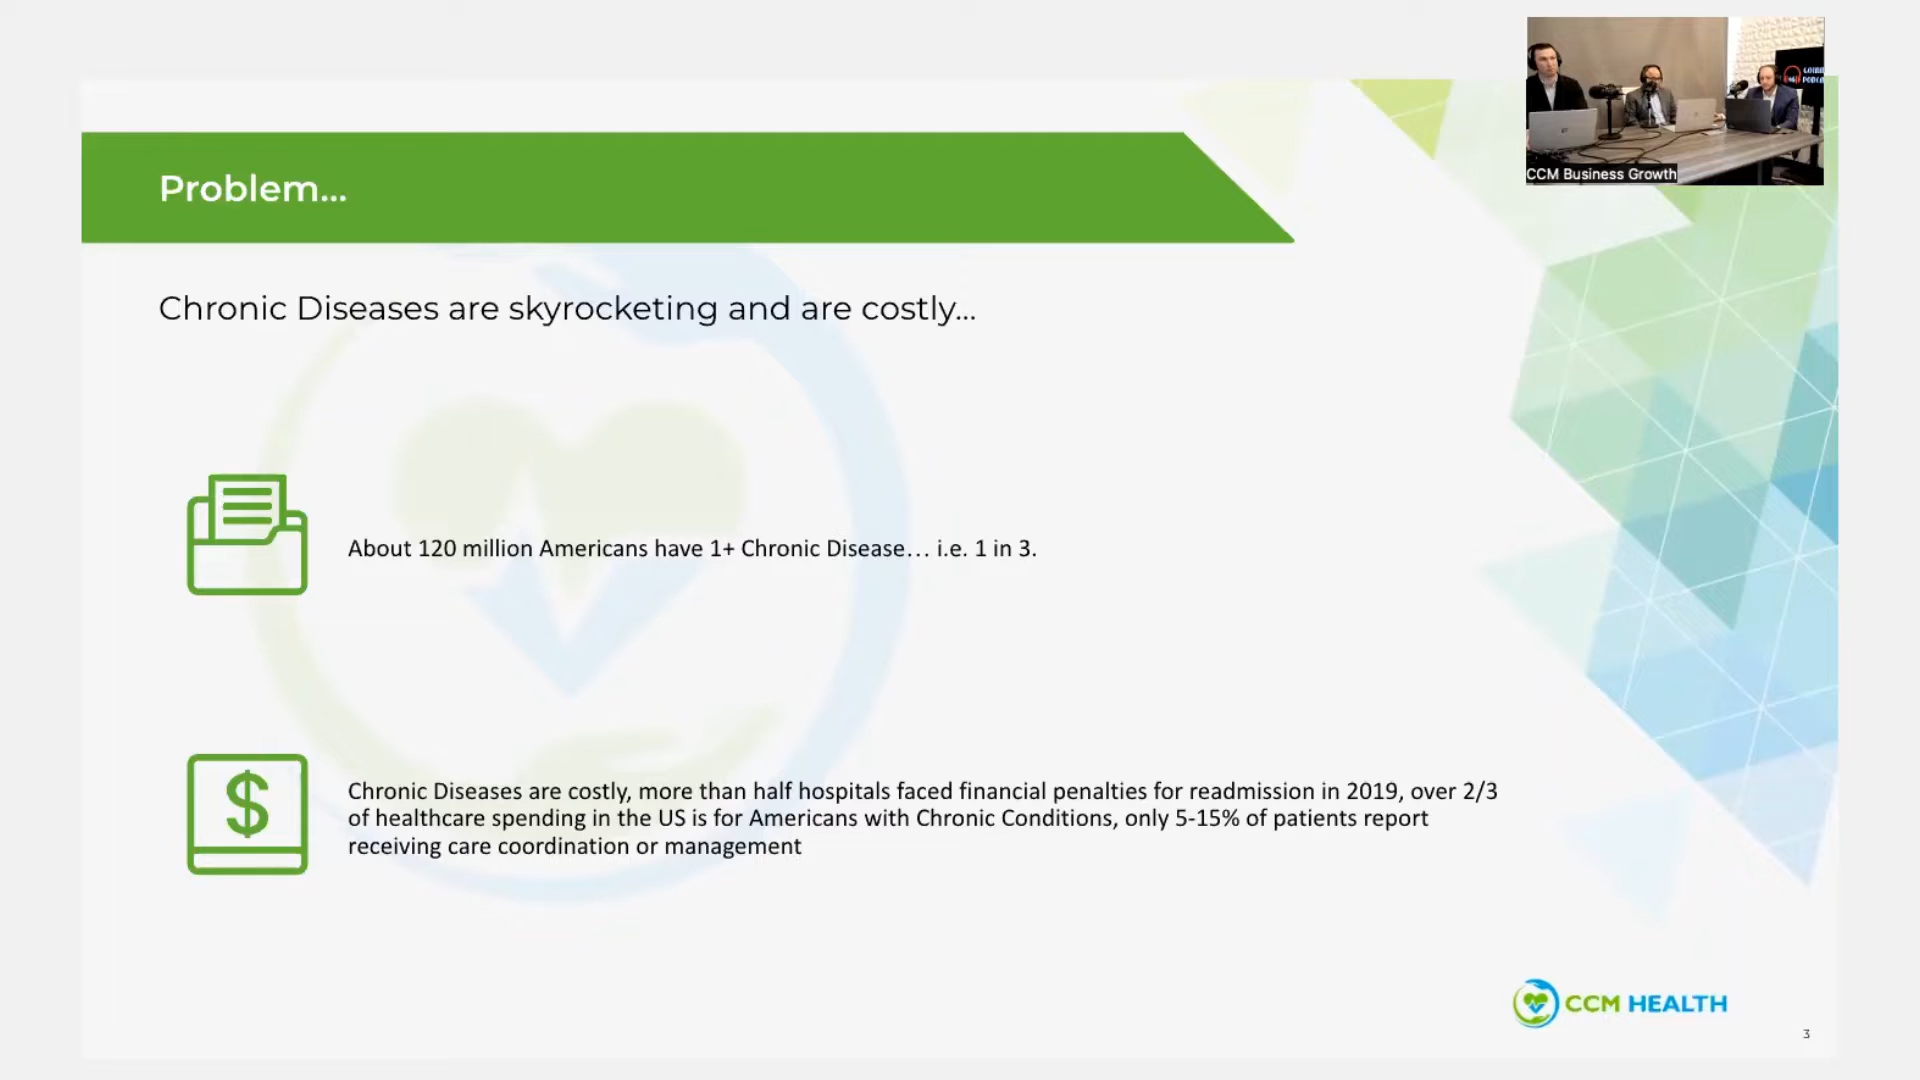 Problem...
Chronic Diseases are skyrocketing and are costly...
About 120 million Americans have 1+ Chronic Disease... i.e. 1 in 3.
Chronic Diseases are costly, more than half hospitals faced financial penalties for readmission in 2019, over 2/3
of healthcare spending in the US is for Americans with Chronic Conditions, only 5-15% of patients report
receiving care coordination or management
CCM Business Growth
CCM HEALTH
3